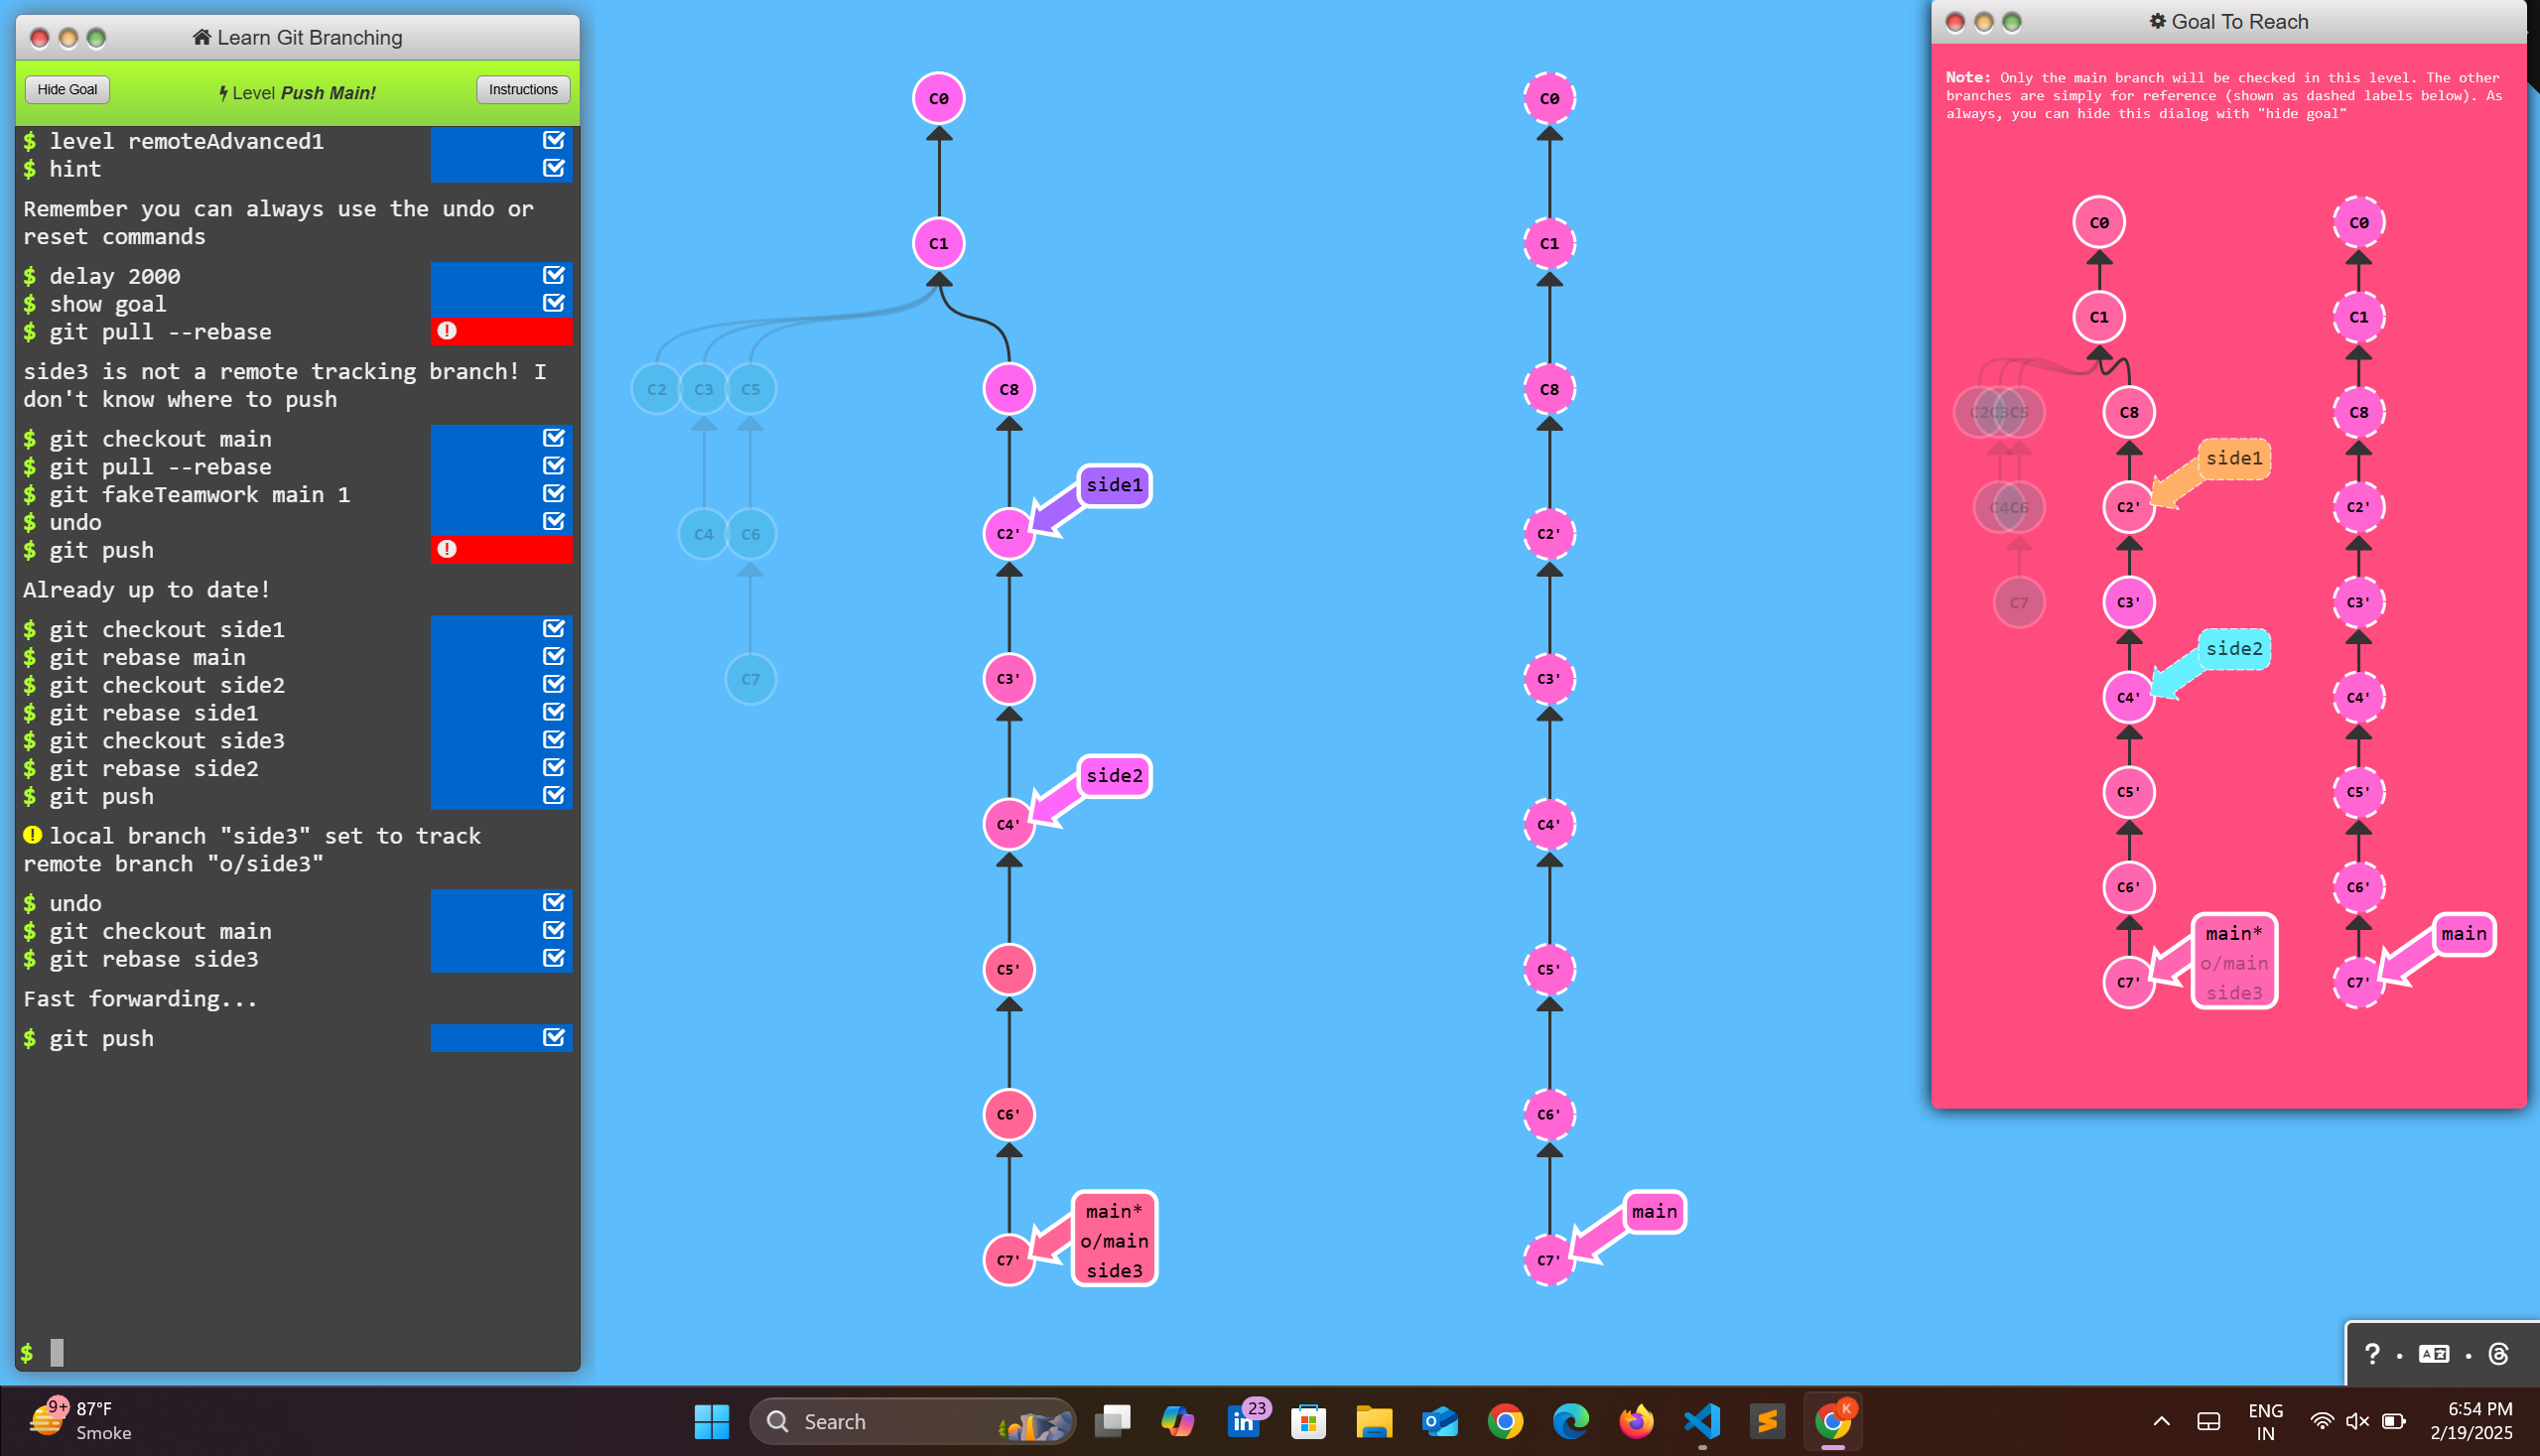 Learn Git Branching
Hide Goal
Level Push Main!
Instructions
$ level remoteAdvanced1
$ hint
Remember you can always use the undo or
reset commands
$ delay 2000
$ show goal
$ git pull --rebase
side3 is not a remote tracking branch! I
don't know where to push
$ git checkout main
$ git pull --rebase
$ git fakeTeamwork main 1
$ undo
$ git push
Already up to date!
$ git checkout side1
$ git rebase main
$ git checkout side2
$ git rebase side1
$ git checkout side3
$ git rebase side2
$ git push
local branch "side3" set to track
remote branch "o/side3"
$ undo
$ git checkout main
$ git rebase side3
Fast forwarding...
$ git push
$
C0
C1
C2
C3
C5
C8
side1
C4
C6
C2'
C7
C3'
side2
C4'
C5'
C6'
main*
o/main
side3
C7'
C0
C1
C8
C2'
C3'
C4'
C5'
C6'
main
C7'
Goal To Reach
Note: Only the main branch will be checked in this level. The other
branches are simply for reference (shown as dashed labels below). As
always, you can hide this dialog with "hide goal"
C0
C1
C2
C3
C5
C8
side1
C4
C6
C2'
C7
C3'
side2
C4'
C5'
C6'
main*
o/main
side3
C7'
C0
C1
C8
C2'
C3'
C4'
C5'
C6'
main
C7'
9+
87°F
Smoke
Search
23
K
ENG
IN
6:54 PM
2/19/2025